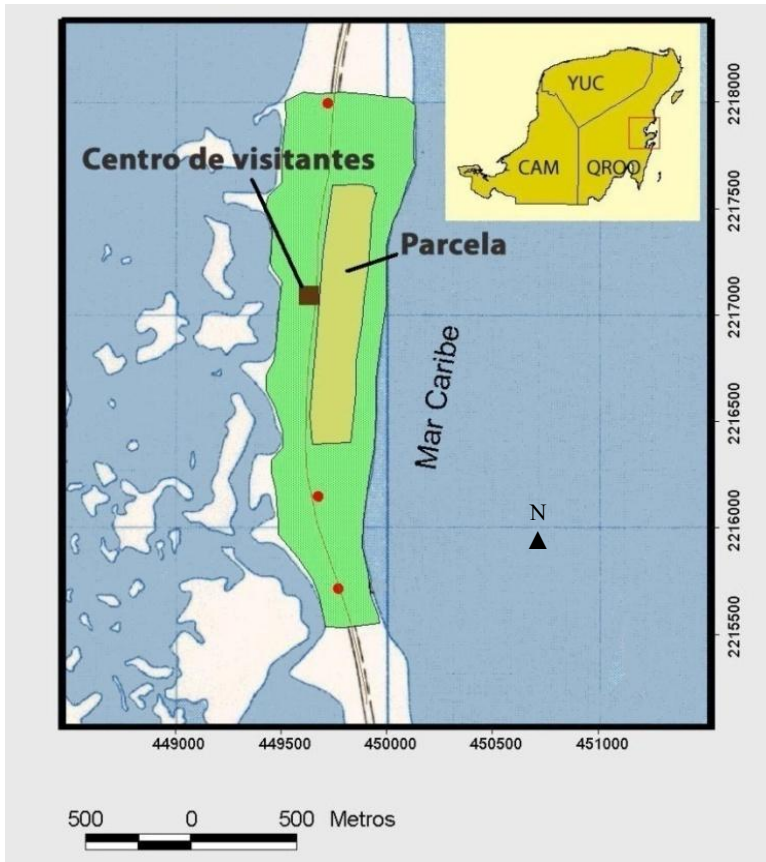 YUC
CAM
QROO
Centro de visitantes
Parcela
Mar Caribe
N
2218000
2217500
2217000
2216500
2216000
2215500
449000
449500
450000
450500
451000
500
0
500
Metros